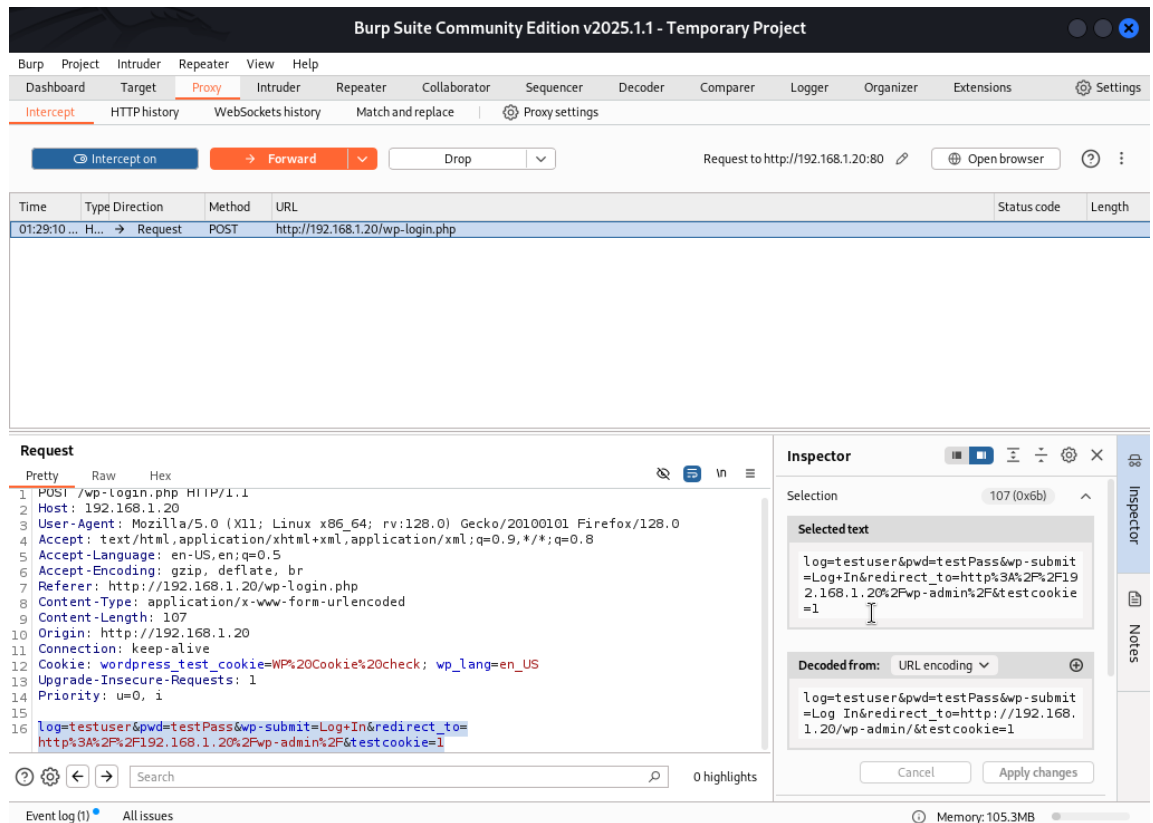 Burp Suite Community Edition v2025.1.1 - Temporary Project
Burp Project Intruder Repeater View Help
Dashboard Target Proxy Intruder Repeater Collaborator Sequencer Decoder Comparer Logger Organizer Extensions Settings
Intercept HTTP history WebSockets history Match and replace Proxy settings
Intercept on Forward Drop Request to http://192.168.1.20:80 Open browser
Time Type Direction Method URL Status code Length
01:29:10 ... H... → Request POST http://192.168.1.20/wp-login.php
Request
Pretty Raw Hex \n
1 POST /wp-login.php HTTP/1.1
2 Host: 192.168.1.20
3 User-Agent: Mozilla/5.0 (X11; Linux x86_64; rv:128.0) Gecko/20100101 Firefox/128.0
4 Accept: text/html,application/xhtml+xml,application/xml;q=0.9,*/*;q=0.8
5 Accept-Language: en-US,en;q=0.5
6 Accept-Encoding: gzip, deflate, br
7 Referer: http://192.168.1.20/wp-login.php
8 Content-Type: application/x-www-form-urlencoded
9 Content-Length: 107
10 Origin: http://192.168.1.20
11 Connection: keep-alive
12 Cookie: wordpress_test_cookie=WP%20Cookie%20check; wp_lang=en_US
13 Upgrade-Insecure-Requests: 1
14 Priority: u=0, i
15
16 log=testuser&pwd=testPass&wp-submit=Log+In&redirect_to=
http%3A%2F%2F192.168.1.20%2Fwp-admin%2F&testcookie=1
Search 0 highlights
Inspector
Selection 107 (0x6b)
Selected text
log=testuser&pwd=testPass&wp-submit
=Log+In&redirect_to=http%3A%2F%2F19
2.168.1.20%2Fwp-admin%2F&testcookie
=1
Decoded from: URL encoding
log=testuser&pwd=testPass&wp-submit
=Log In&redirect_to=http://192.168.
1.20/wp-admin/&testcookie=1
Cancel Apply changes
Inspector
Notes
Event log (1) All issues Memory: 105.3MB